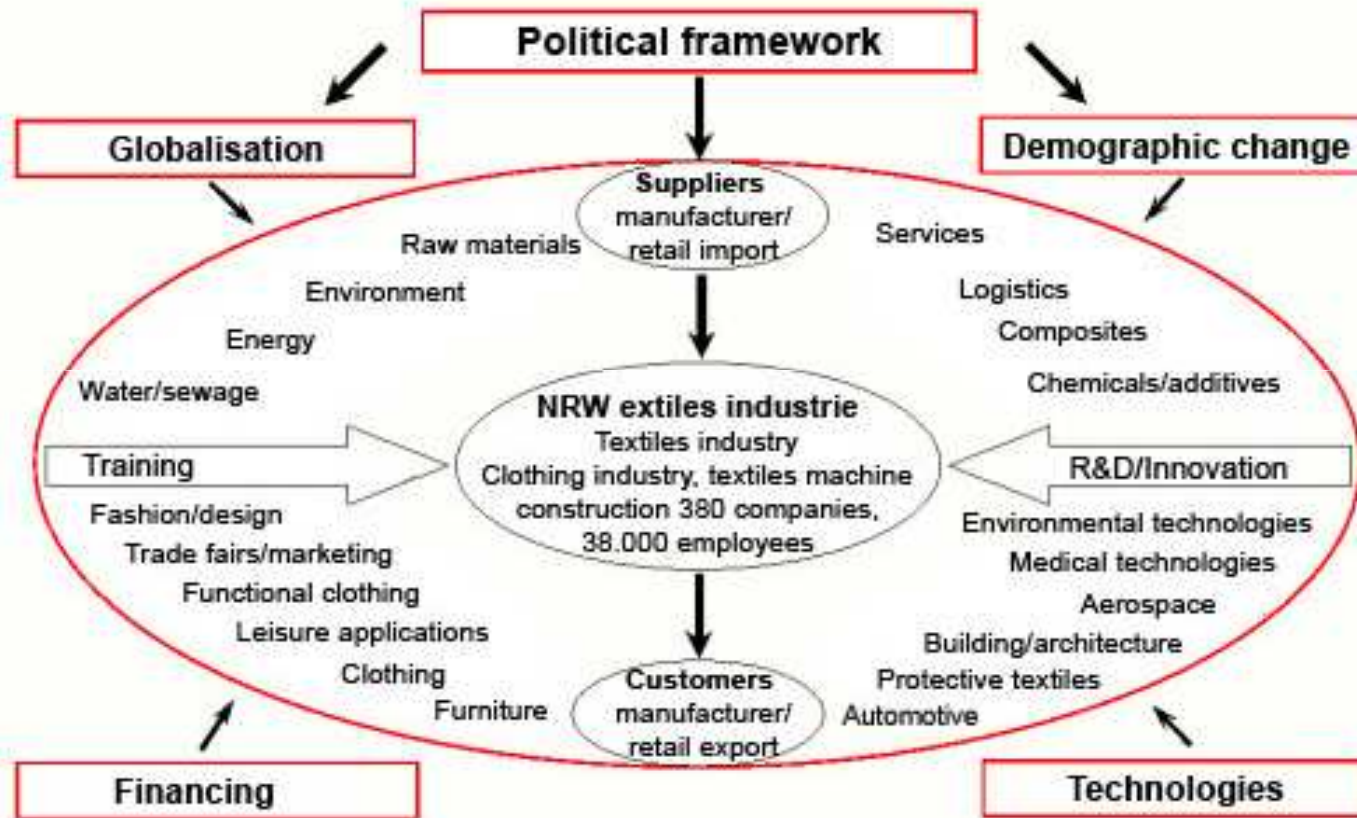 Political framework
Globalisation
Demographic change
Suppliers
manufacturer/
retail import
Raw materials
Services
Environment
Logistics
Energy
Composites
Water/sewage
Chemicals/additives
NRW extiles industrie
Textiles industry
Clothing industry, textiles machine
construction 380 companies,
38.000 employees
Training
R&D/Innovation
Fashion/design
Environmental technologies
Trade fairs/marketing
Medical technologies
Functional clothing
Aerospace
Leisure applications
Building/architecture
Clothing
Protective textiles
Furniture
Automotive
Customers
manufacturer/
retail export
Financing
Technologies